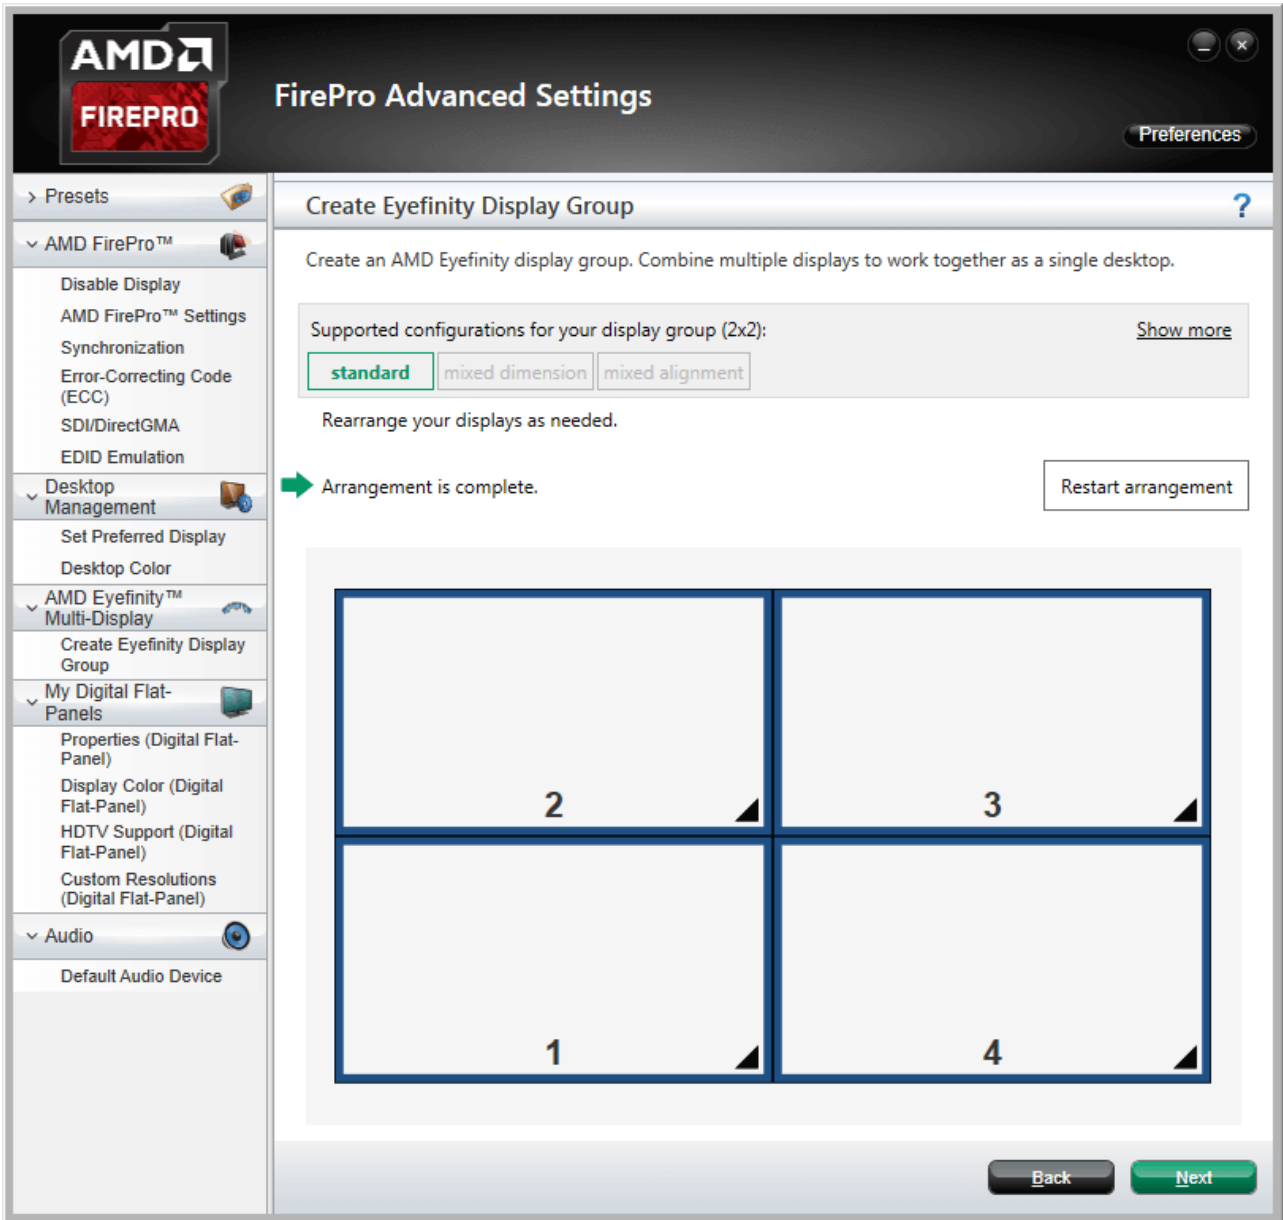 AMD
FIREPRO
FirePro Advanced Settings
Preferences
Presets
AMD FirePro™
Disable Display
AMD FirePro™ Settings
Synchronization
Error-Correcting Code
(ECC)
SDI/DirectGMA
EDID Emulation
Desktop
Management
Set Preferred Display
Desktop Color
AMD Eyefinity™
Multi-Display
Create Eyefinity Display
Group
My Digital Flat-
Panels
Properties (Digital Flat-
Panel)
Display Color (Digital
Flat-Panel)
HDTV Support (Digital
Flat-Panel)
Custom Resolutions
(Digital Flat-Panel)
Audio
Default Audio Device
Create Eyefinity Display Group
?
Create an AMD Eyefinity display group. Combine multiple displays to work together as a single desktop.
Supported configurations for your display group (2x2):
Show more
standard
mixed dimension
mixed alignment
Rearrange your displays as needed.
Arrangement is complete.
Restart arrangement
2
3
1
4
Back
Next